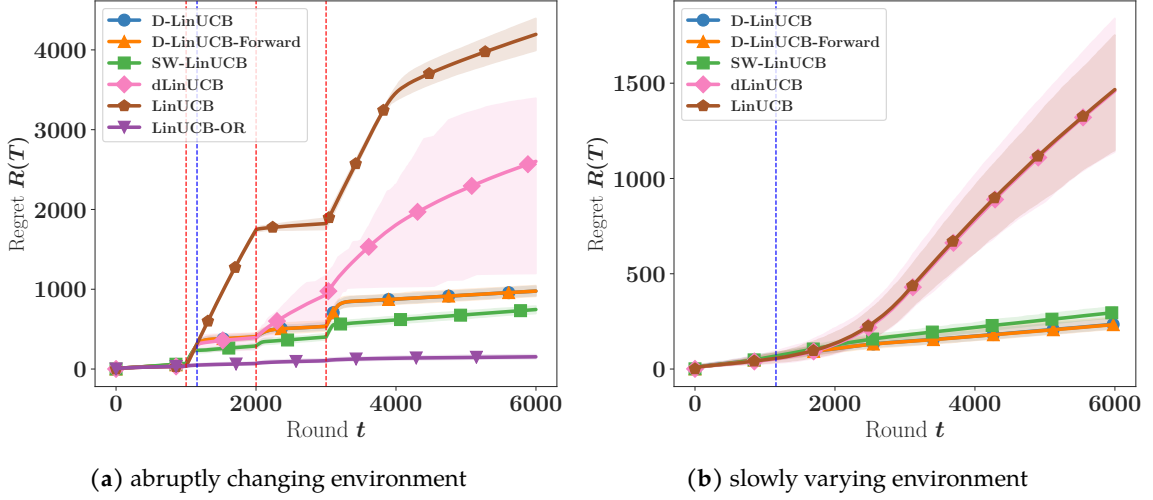 D-LinUCB
D-LinUCB-Forward
SW-LinUCB
dLinUCB
LinUCB
LinUCB-OR
4000
3000
2000
1000
0
Regret R(T)
0
2000
4000
6000
Round t
(a) abruptly changing environment
D-LinUCB
D-LinUCB-Forward
SW-LinUCB
dLinUCB
LinUCB
1500
1000
500
0
Regret R(T)
0
2000
4000
6000
Round t
(b) slowly varying environment